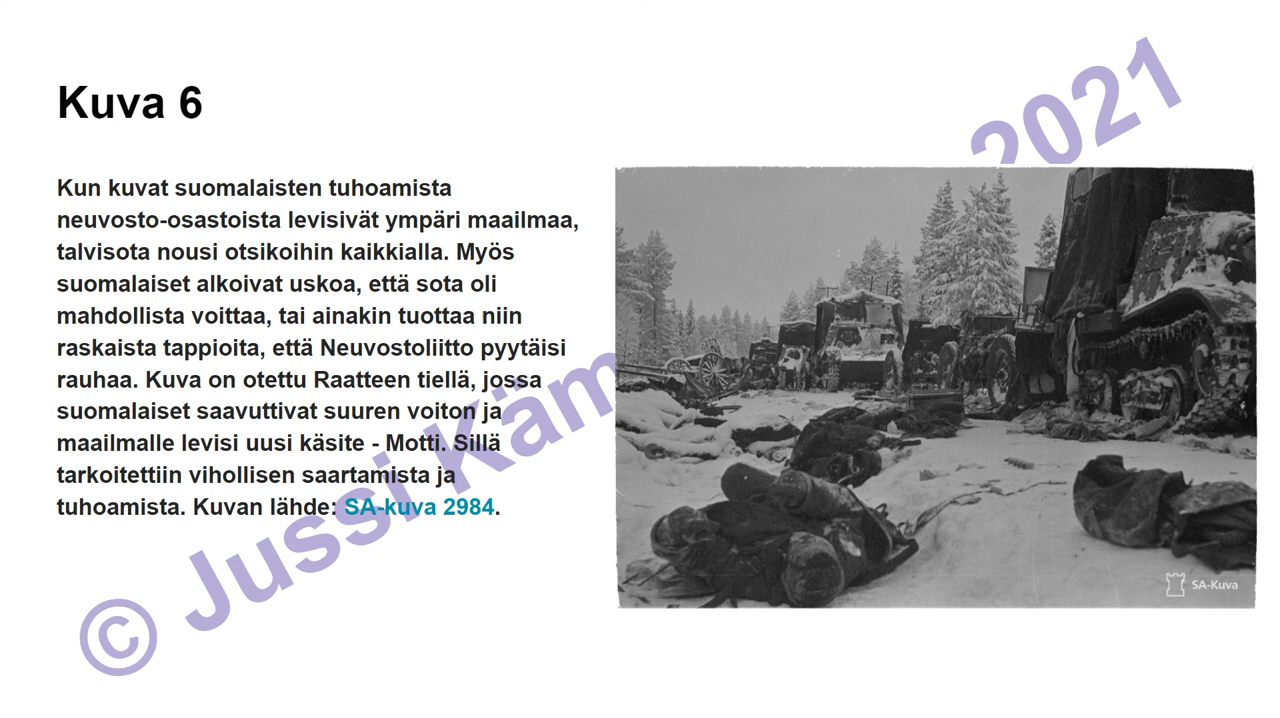 Kuva 6
Kun kuvat suomalaisten tuhoamista
neuvosto-osastoista levisivät ympäri maailmaa,
talvisota nousi otsikoihin kaikkialla. Myös
suomalaiset alkoivat uskoa, että sota oli
mahdollista voittaa, tai ainakin tuottaa niin
raskaista tappioita, että Neuvostoliitto pyytäisi
rauhaa. Kuva on otettu Raatteen tiellä, jossa
suomalaiset saavuttivat suuren voiton ja
maailmalle levisi uusi käsite - Motti. Sillä
tarkoitettiin vihollisen saartamista ja
tuhoamista. Kuvan lähde: SA-kuva 2984.
SA-Kuva
© Jussi 2021